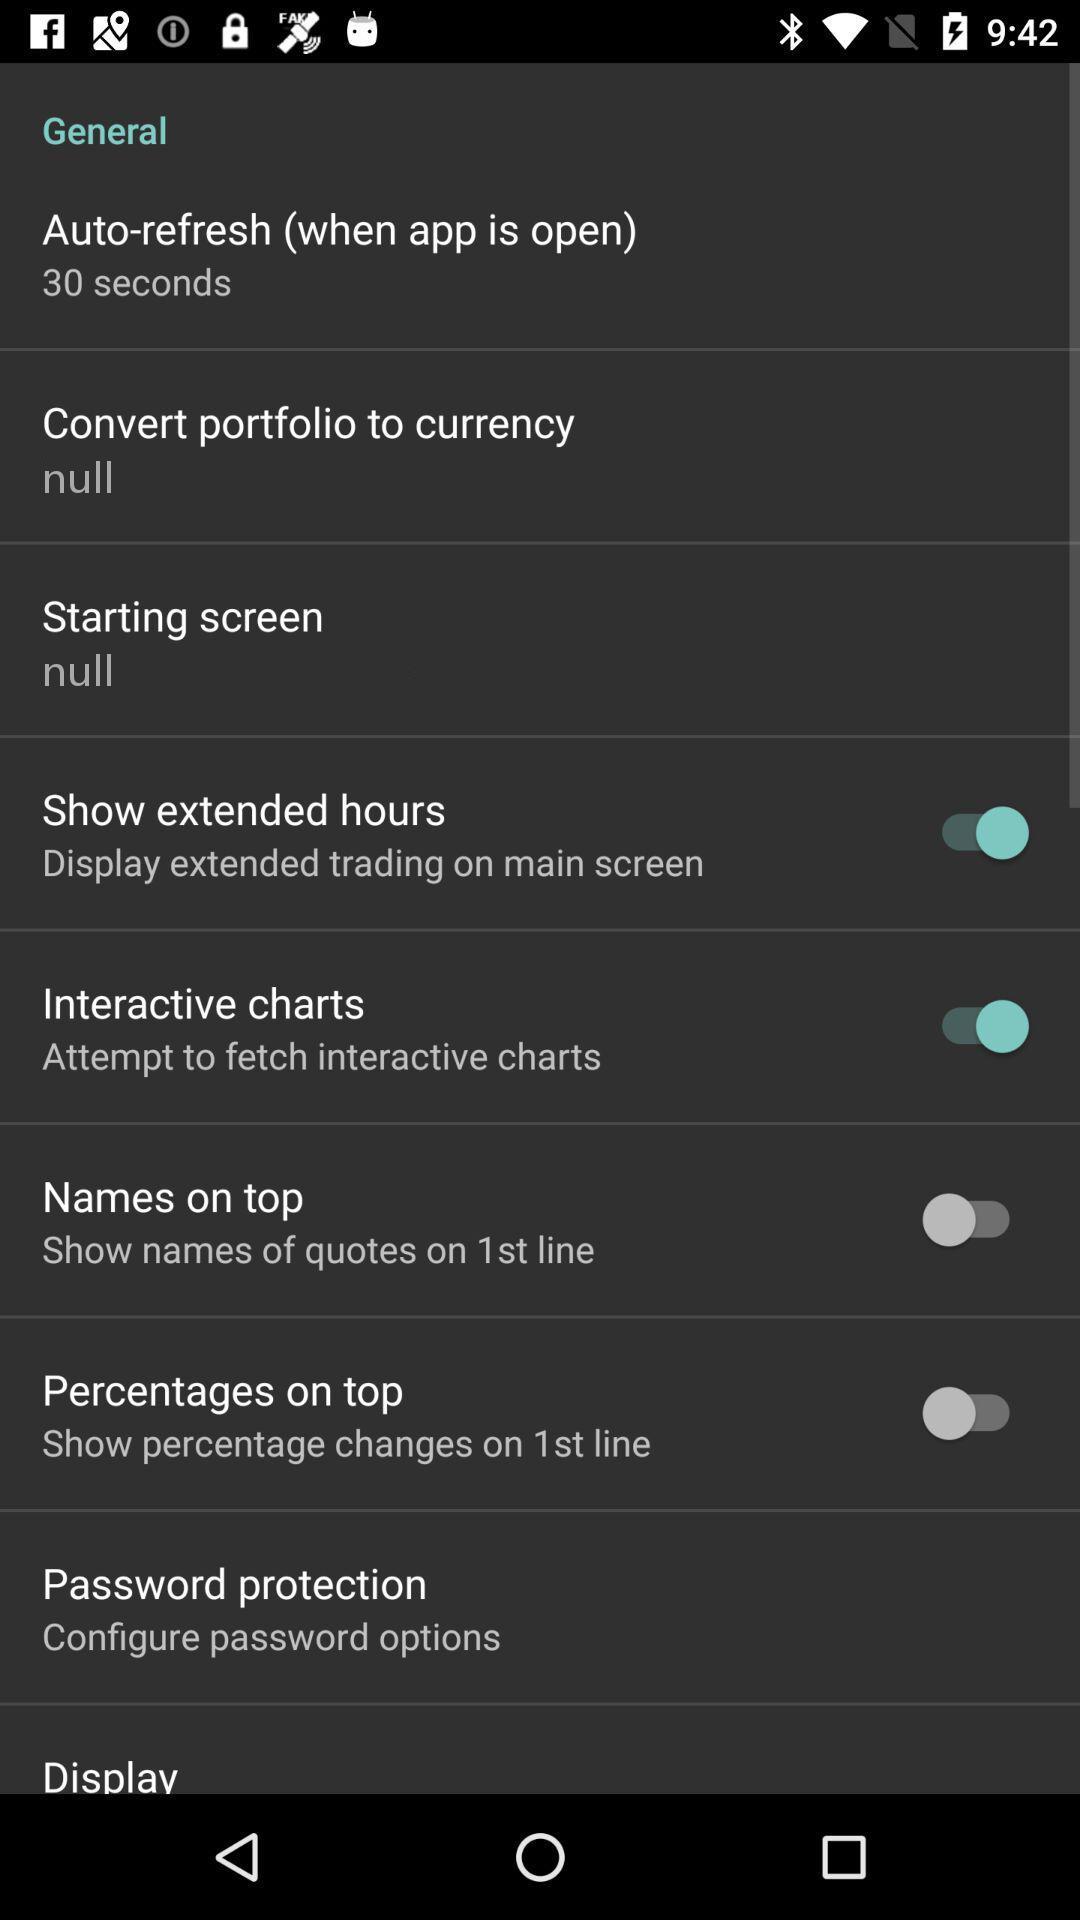 FAKE
9:42
General
Auto-refresh (when app is open)
30 seconds
Convert portfolio to currency
null
Starting screen
null
Show extended hours
Display extended trading on main screen
Interactive charts
Attempt to fetch interactive charts
Names on top
Show names of quotes on 1st line
Percentages on top
Show percentage changes on 1st line
Password protection
Configure password options
Display